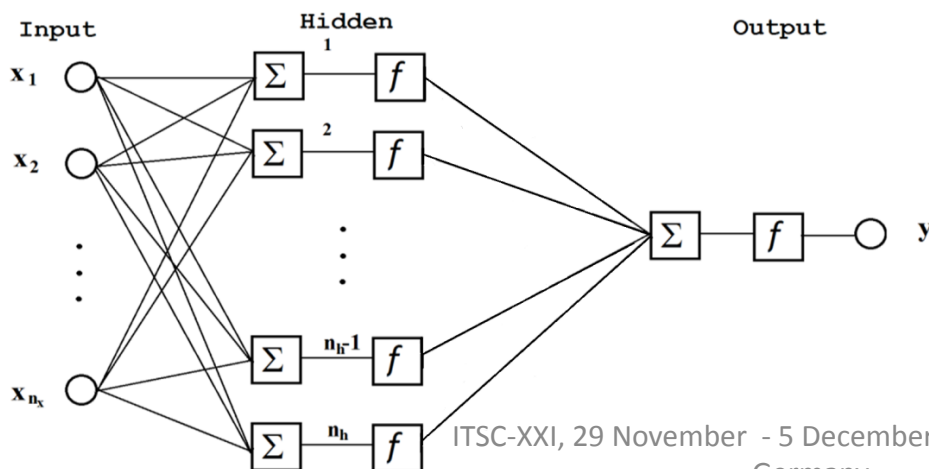 Input Hidden Output
x₁ Σ 1 f
x₂ Σ 2 f
Σ f y
Σ nₕ-1 f
xₙₓ
Σ nₕ f
ITSC-XXI, 29 November - 5 December
Germany